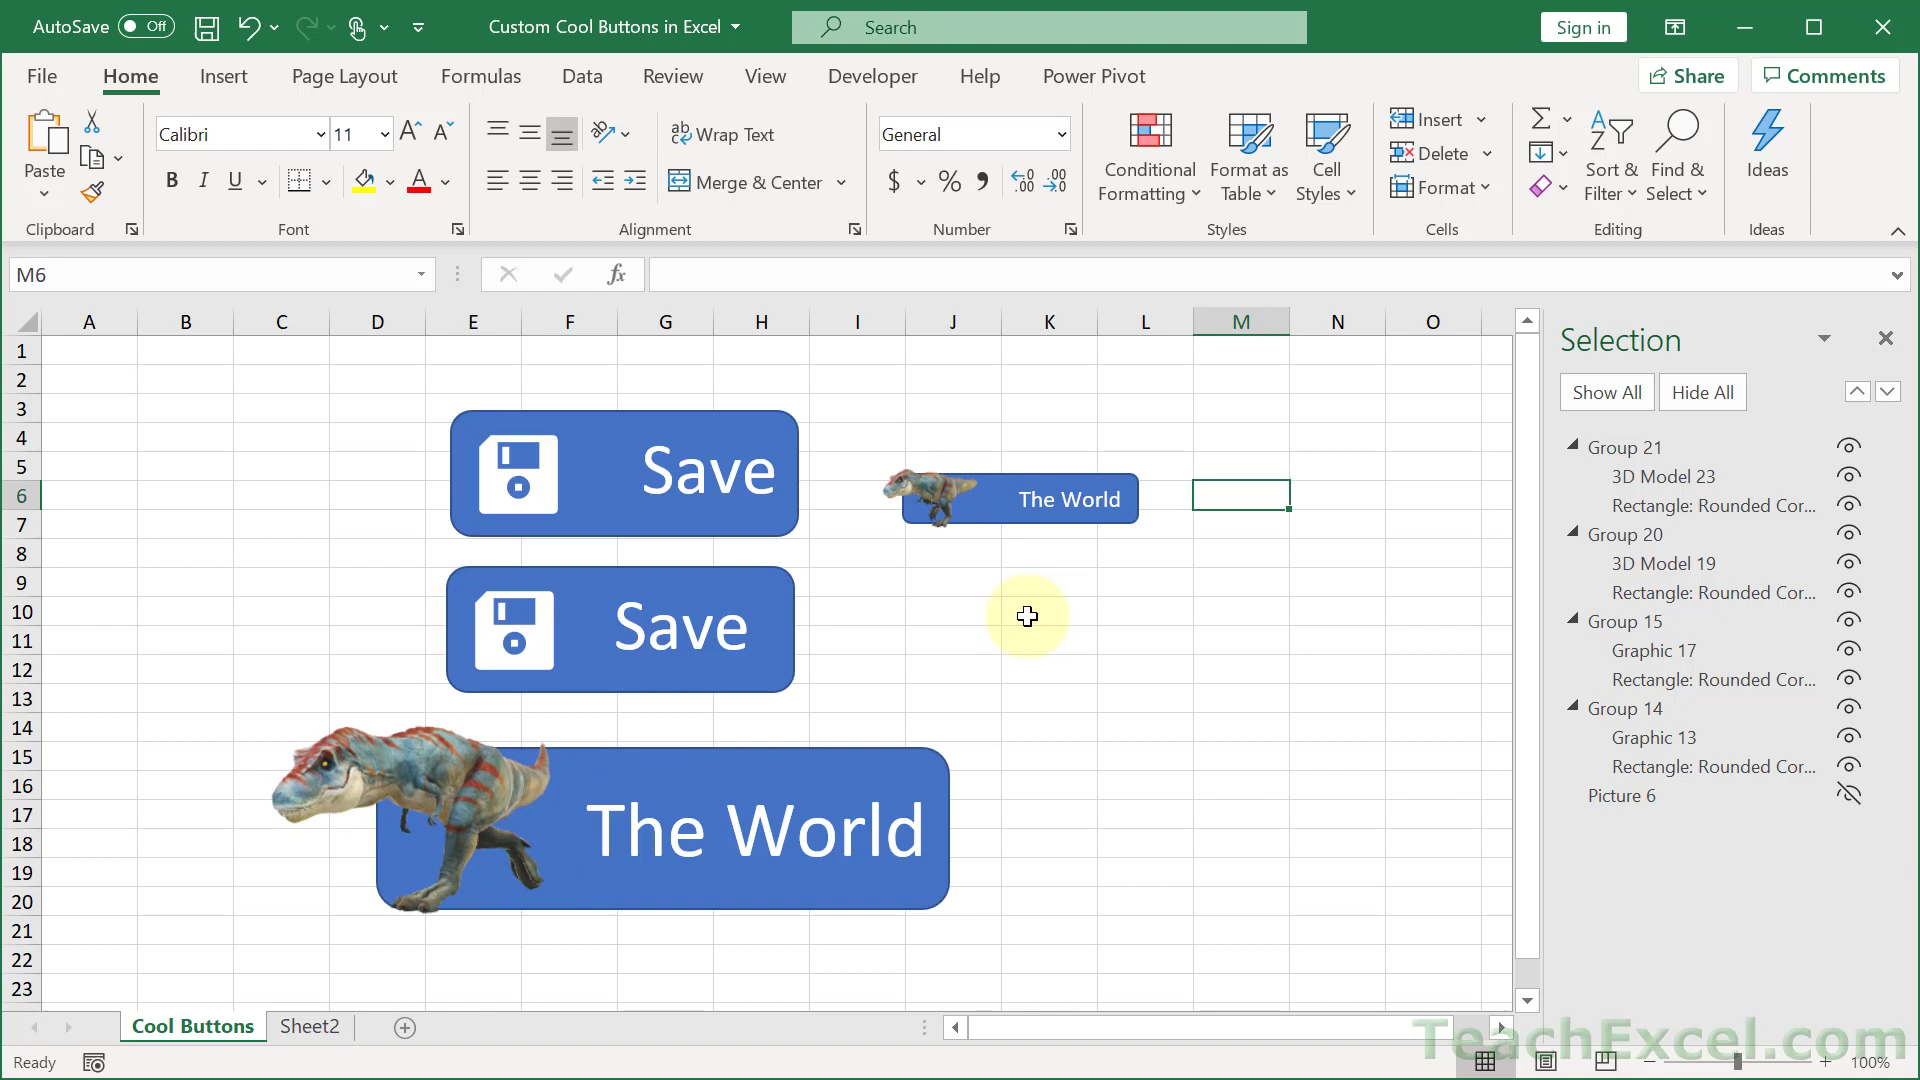 AutoSave Off Custom Cool Buttons in Excel Search Sign in
File Home Insert Page Layout Formulas Data Review View Developer Help Power Pivot Share Comments
Paste
Calibri 11
B I U A
ab Wrap Text
Merge & Center
General
$ % 9 .00 .00
Conditional Formatting
Format as Table
Cell Styles
Insert
Delete
Format
Sort & Filter
Find & Select
Ideas
Clipboard Font Alignment Number Styles Cells Editing Ideas
M6 fx
A B C D E F G H I J K L M N O
1
2
3
4
5
6
7
8
9
10
11
12
13
14
15
16
17
18
19
20
21
22
23
Save
The World
Save
The World
Selection
Show All Hide All
Group 21
3D Model 23
Rectangle: Rounded Cor...
Group 20
3D Model 19
Rectangle: Rounded Cor...
Group 15
Graphic 17
Rectangle: Rounded Cor...
Group 14
Graphic 13
Rectangle: Rounded Cor...
Picture 6
Cool Buttons Sheet2
TeachExcel.com
Ready 100%